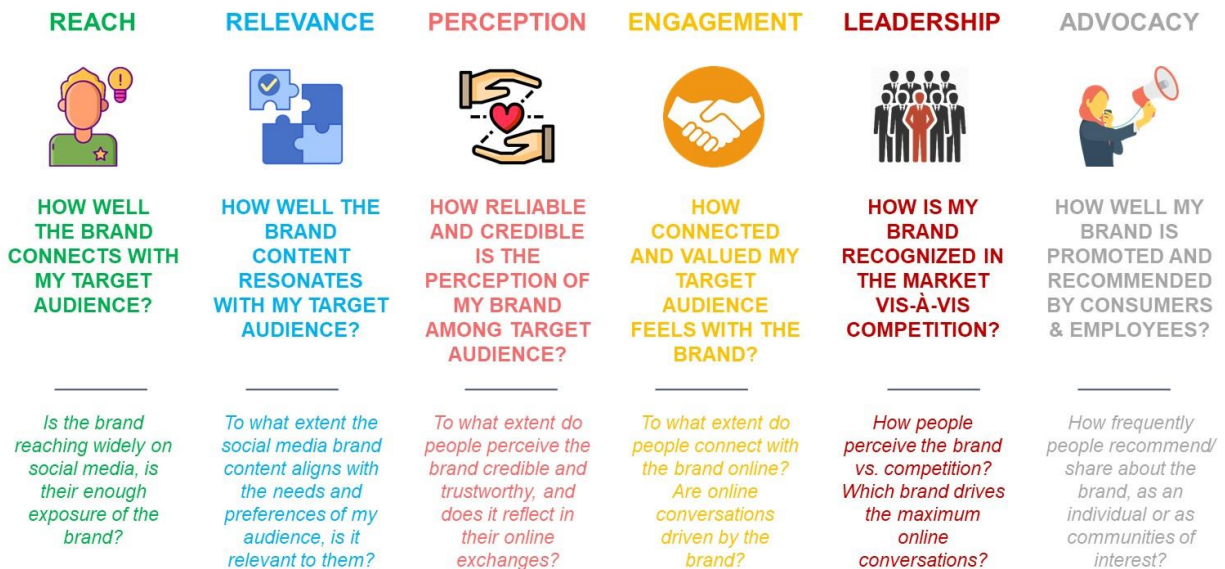 REACH
RELEVANCE
PERCEPTION
ENGAGEMENT
LEADERSHIP
ADVOCACY
HOW WELL
THE BRAND
CONNECTS WITH
MY TARGET
AUDIENCE?
HOW WELL THE
BRAND
CONTENT
RESONATES
WITH MY TARGET
AUDIENCE?
HOW RELIABLE
AND CREDIBLE
IS THE
PERCEPTION OF
MY BRAND
AMONG TARGET
AUDIENCE?
HOW
CONNECTED
AND VALUED MY
TARGET
AUDIENCE
FEELS WITH THE
BRAND?
HOW IS MY
BRAND
RECOGNIZED IN
THE MARKET
VIS-À-VIS
COMPETITION?
HOW WELL MY
BRAND IS
PROMOTED AND
RECOMMENDED
BY CONSUMERS
& EMPLOYEES?
Is the brand
reaching widely on
social media, is
their enough
exposure of the
brand?
To what extent the
social media brand
content aligns with
the needs and
preferences of my
audience, is it
relevant to them?
To what extent do
people perceive the
brand credible and
trustworthy, and
does it reflect in
their online
exchanges?
To what extent do
people connect with
the brand online?
Are online
conversations
driven by the
brand?
How people
perceive the brand
vs. competition?
Which brand drives
the maximum
online
conversations?
How frequently
people recommend/
share about the
brand, as an
individual or as
communities of
interest?